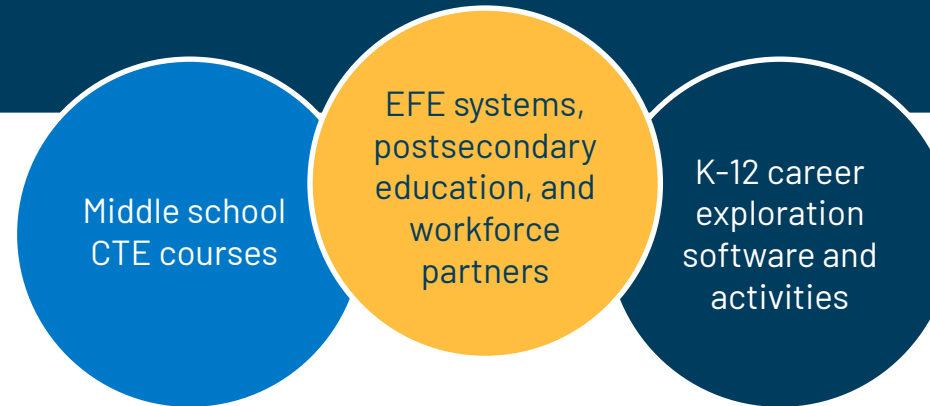 Middle school
CTE courses
EFE systems,
postsecondary
education, and
workforce
partners
K-12 career
exploration
software and
activities